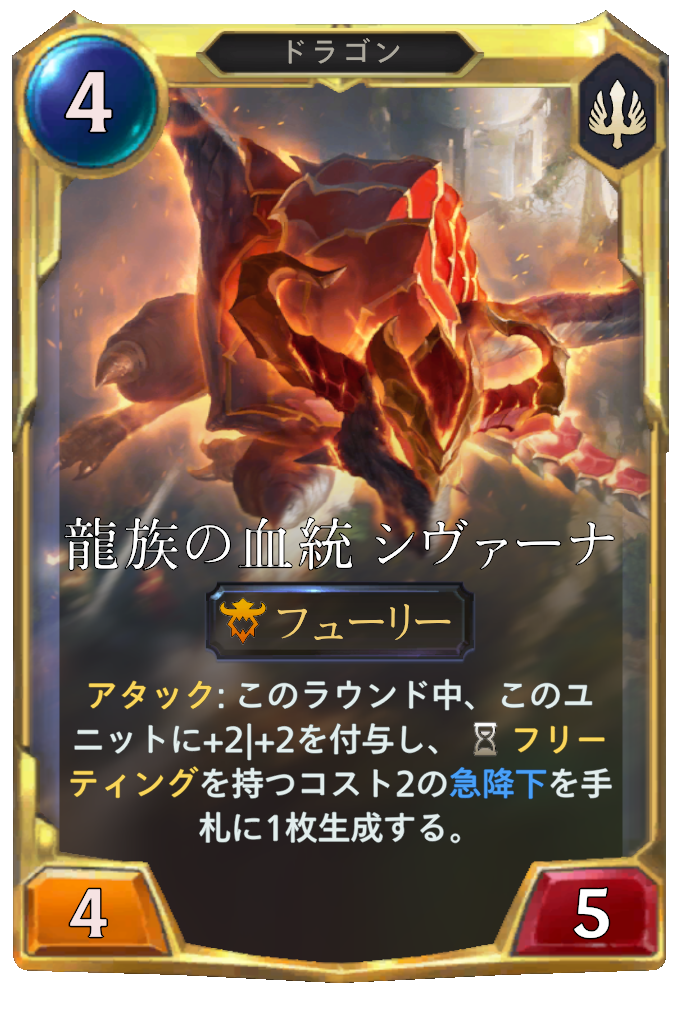 ドラゴン
4
龍族の血統 シヴァーナ
フューリー
アタック: このラウンド中、このユ
ニットに+2|+2を付与し、 フリー
ティングを持つコスト2の急降下を手
札に1枚生成する。
4
5